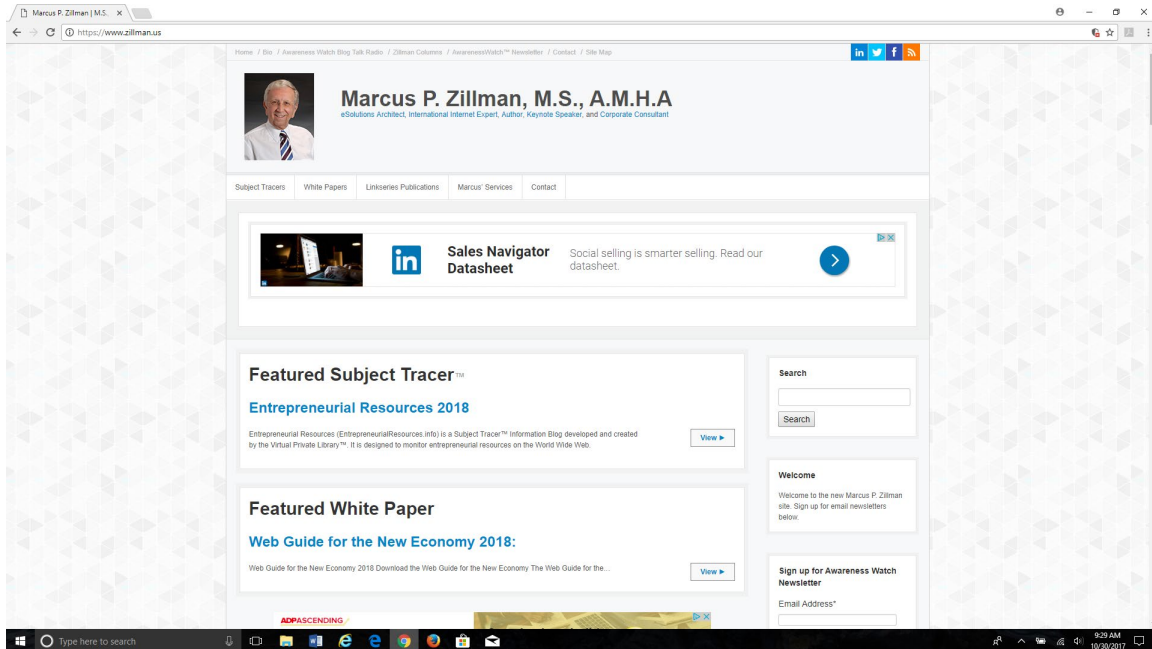 Marcus P. Zillman | M.S.
https://www.zillman.us
Home / Bio / Awareness Watch Blog Talk Radio / Zillman Columns / AwarenessWatch™ Newsletter / Contact / Site Map
in
f
Marcus P. Zillman, M.S., A.M.H.A
eSolutions Architect, International Internet Expert, Author, Keynote Speaker, and Corporate Consultant
Subject Tracers
White Papers
Linkseries Publications
Marcus' Services
Contact
in
Sales Navigator
Datasheet
Social selling is smarter selling. Read our
datasheet.
Featured Subject Tracer™
Entrepreneurial Resources 2018
Entrepreneurial Resources (EntrepreneurialResources.info) is a Subject Tracer™ Information Blog developed and created
by the Virtual Private Library™. It is designed to monitor entrepreneurial resources on the World Wide Web.
View ►
Featured White Paper
Web Guide for the New Economy 2018:
Web Guide for the New Economy 2018 Download the Web Guide for the New Economy The Web Guide for the...
View ►
ADPASCENDING
Search
Search
Welcome
Welcome to the new Marcus P. Zillman
site. Sign up for email newsletters
below.
Sign up for Awareness Watch
Newsletter
Email Address*
Type here to search
9:29 AM
10/30/2017